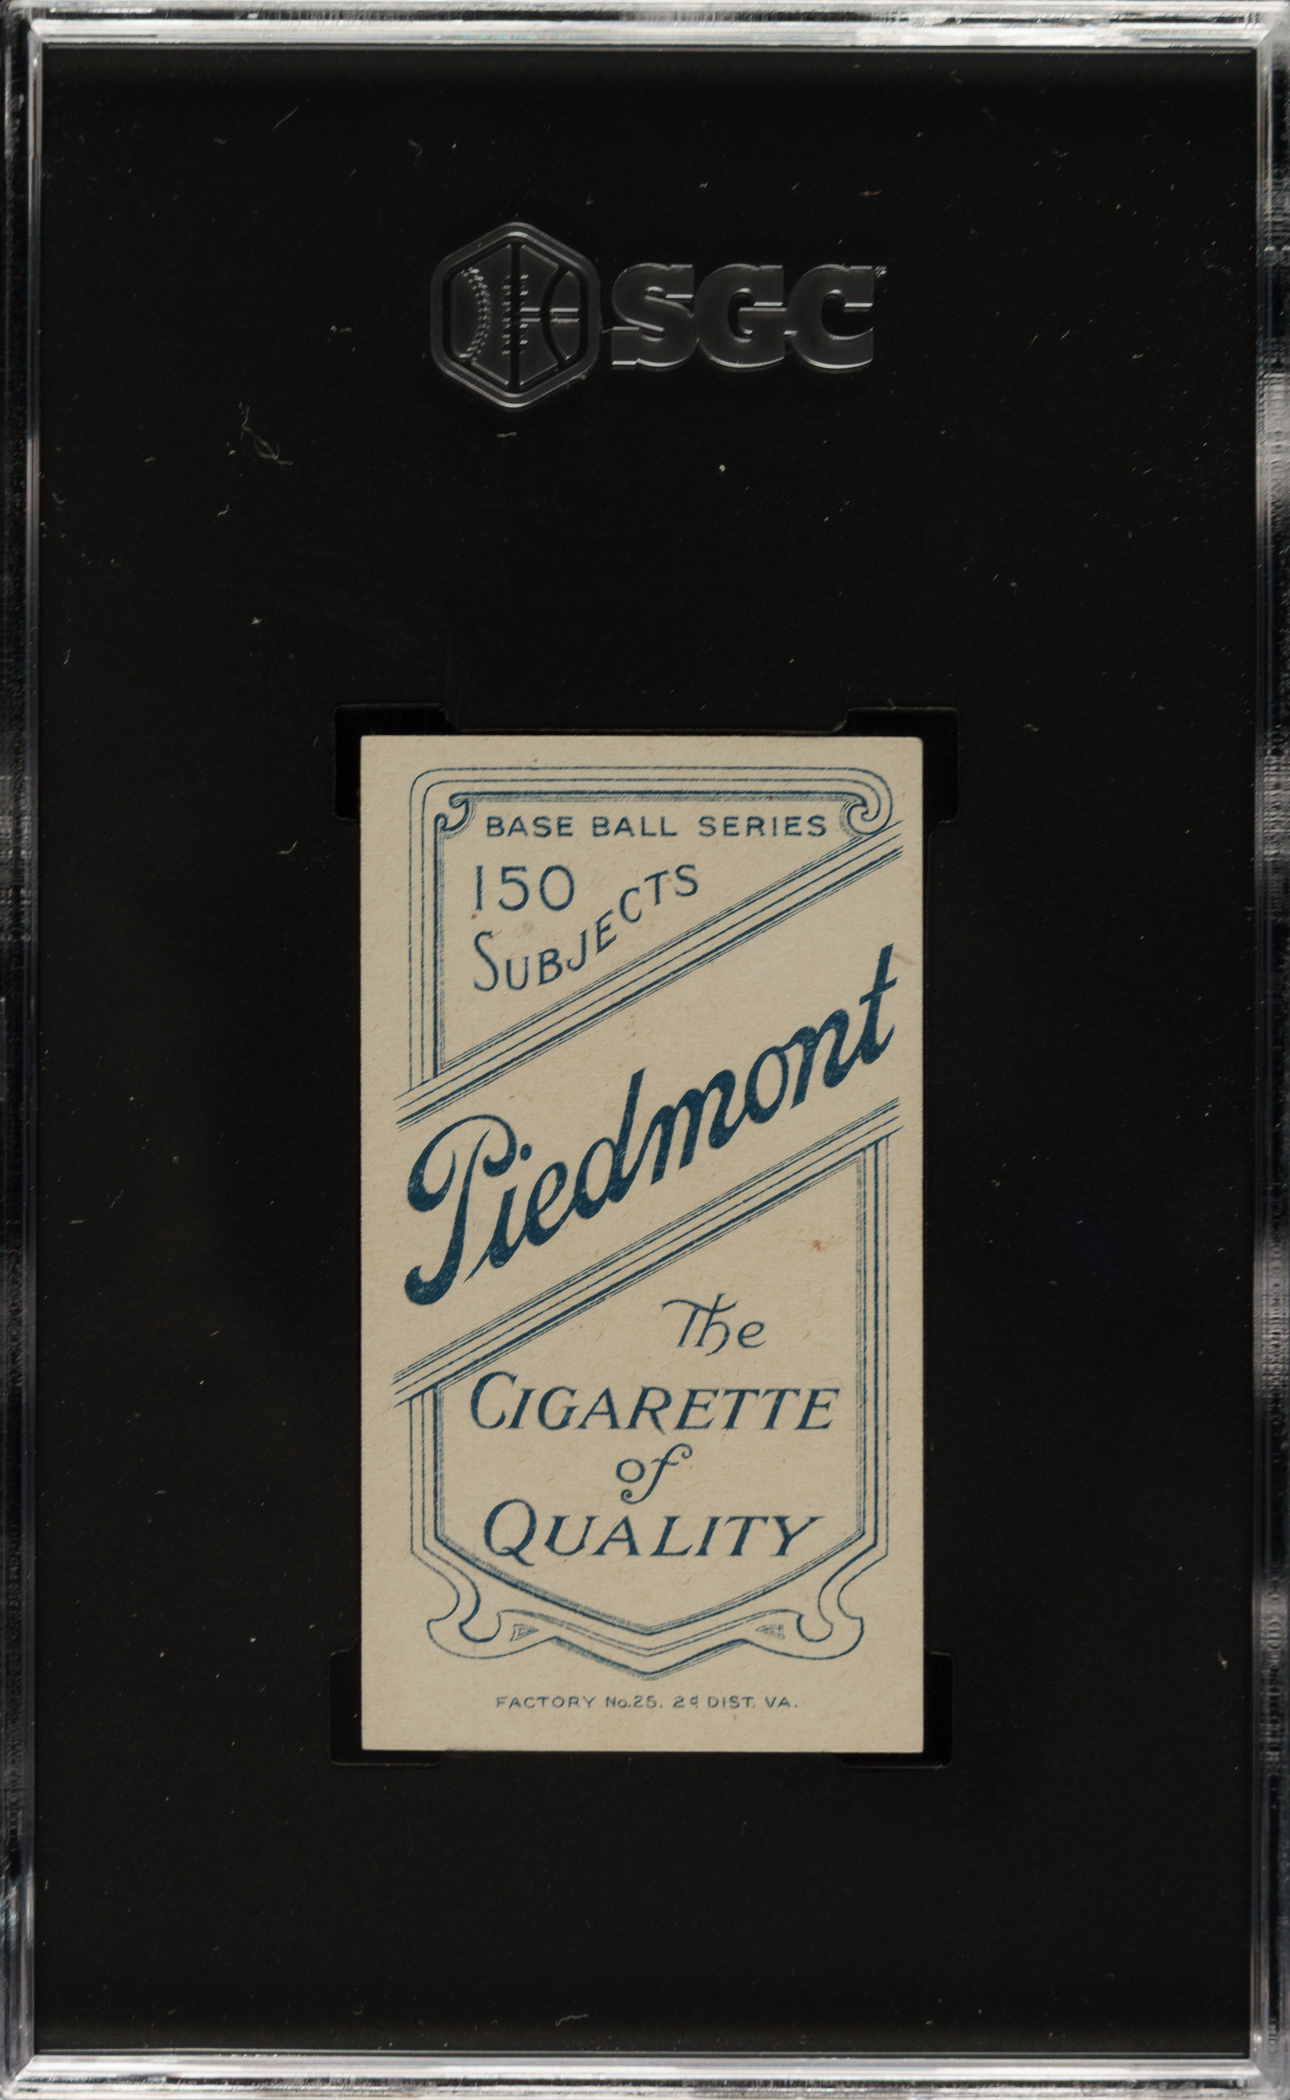 SGC
BASE BALL SERIES
150
SUBJECTS
Piedmont
The
CIGARETTE
of
QUALITY
FACTORY No.25. 2d DIST. VA.